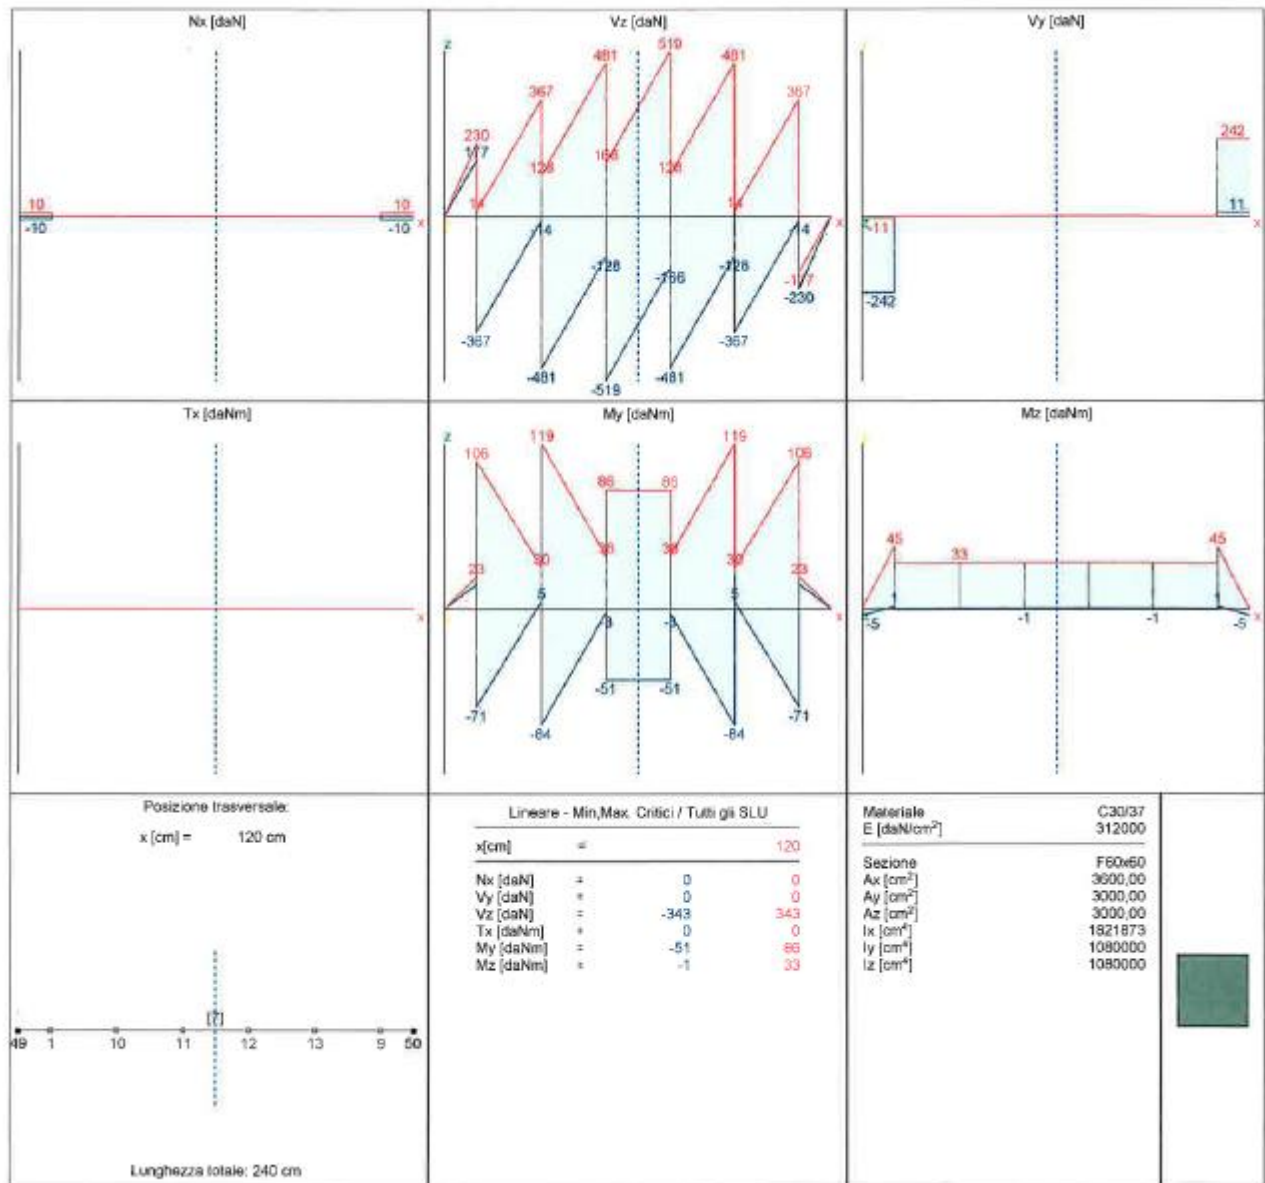 Nx [daN]
10
-10
10
-10
x
Vz [daN]
z
230
177
14
367
128
481
166
519
128
481
14
367
x
-367
-14
-481
-128
-519
-166
-481
-128
-367
-14
-177
-230
Vy [daN]
-11
-242
242
11
x
Tx [daNm]
x
My [daNm]
z
106
23
119
30
86
38
86
38
119
30
106
23
x
-71
5
-84
-3
-51
-3
-51
5
-84
-71
Mz [daNm]
45
33
45
-5
-1
-1
-5
x
Posizione trasversale:
x [cm] = 120 cm
[7]
49 1 10 11 12 13 9 50
Lunghezza totale: 240 cm
Lineare - Min,Max. Critici / Tutti gli SLU
x[cm] = 120
Nx [daN] = 0 0
Vy [daN] = 0 0
Vz [daN] = -343 343
Tx [daNm] = 0 0
My [daNm] = -51 86
Mz [daNm] = -1 33
Materiale C30/37
E [daN/cm²] 312000
Sezione F60x60
Ax [cm²] 3600,00
Ay [cm²] 3000,00
Az [cm²] 3000,00
Ix [cm⁴] 1821873
Iy [cm⁴] 1080000
Iz [cm⁴] 1080000